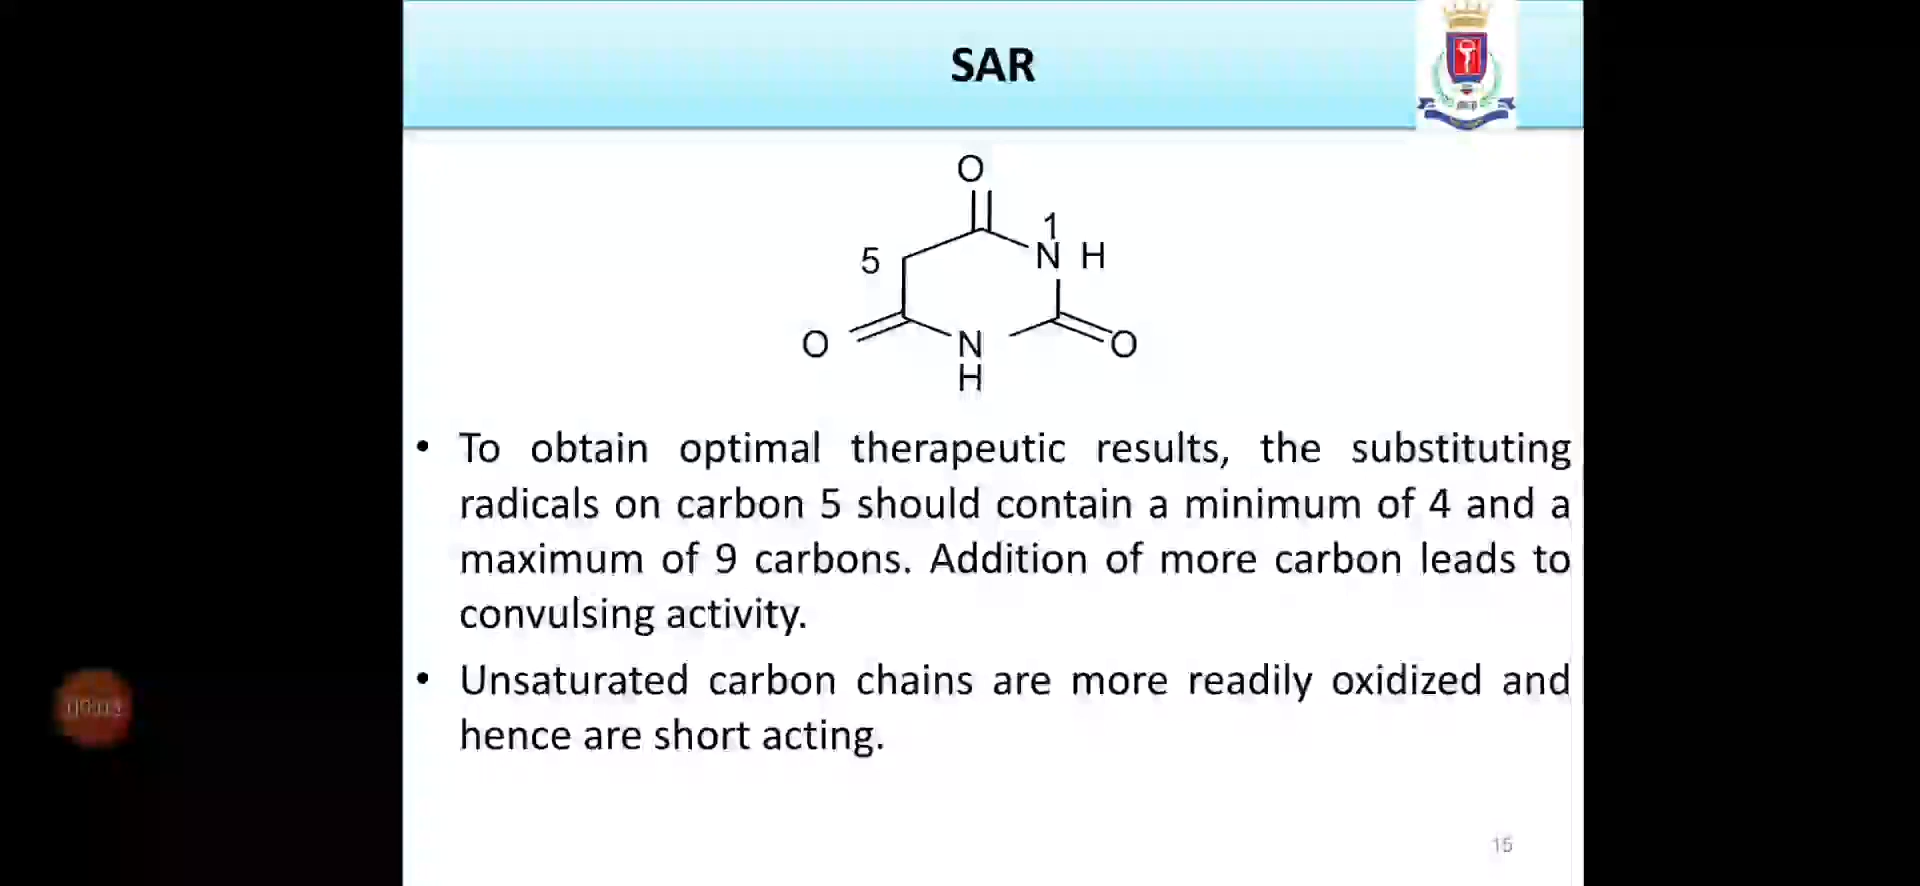 SAR
O
1
5
N H
O
N
O
H
• To obtain optimal therapeutic results, the substituting
radicals on carbon 5 should contain a minimum of 4 and a
maximum of 9 carbons. Addition of more carbon leads to
convulsing activity.
• Unsaturated carbon chains are more readily oxidized and
hence are short acting.
15